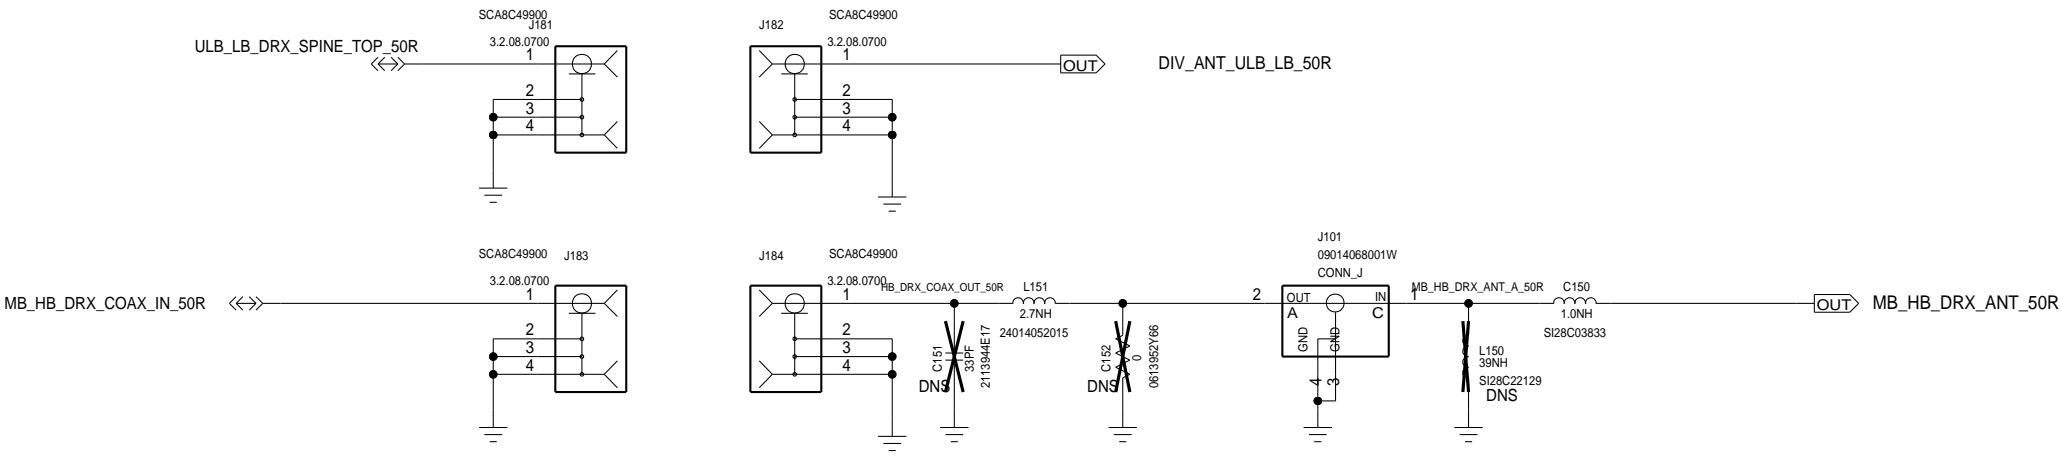 SCA8C49900
J181
ULB_LB_DRX_SPINE_TOP_50R
3.2.08.0700
1
2
3
4
J182
SCA8C49900
3.2.08.0700
1
2
3
4
OUT
DIV_ANT_ULB_LB_50R
SCA8C49900
J183
3.2.08.0700
MB_HB_DRX_COAX_IN_50R
1
2
3
4
J184
SCA8C49900
3.2.08.0700
HB_DRX_COAX_OUT_50R
1
2
3
4
L151
2.7NH
24014052015
C151
33PF
2113944E17
DNS
C152
0
0613952Y66
DNS
J101
09014068001W
CONN_J
2
OUT
A
IN
C
GND
GND
4
3
1
MB_HB_DRX_ANT_A_50R
L150
39NH
SI28C22129
DNS
C150
1.0NH
SI28C03833
OUT
MB_HB_DRX_ANT_50R